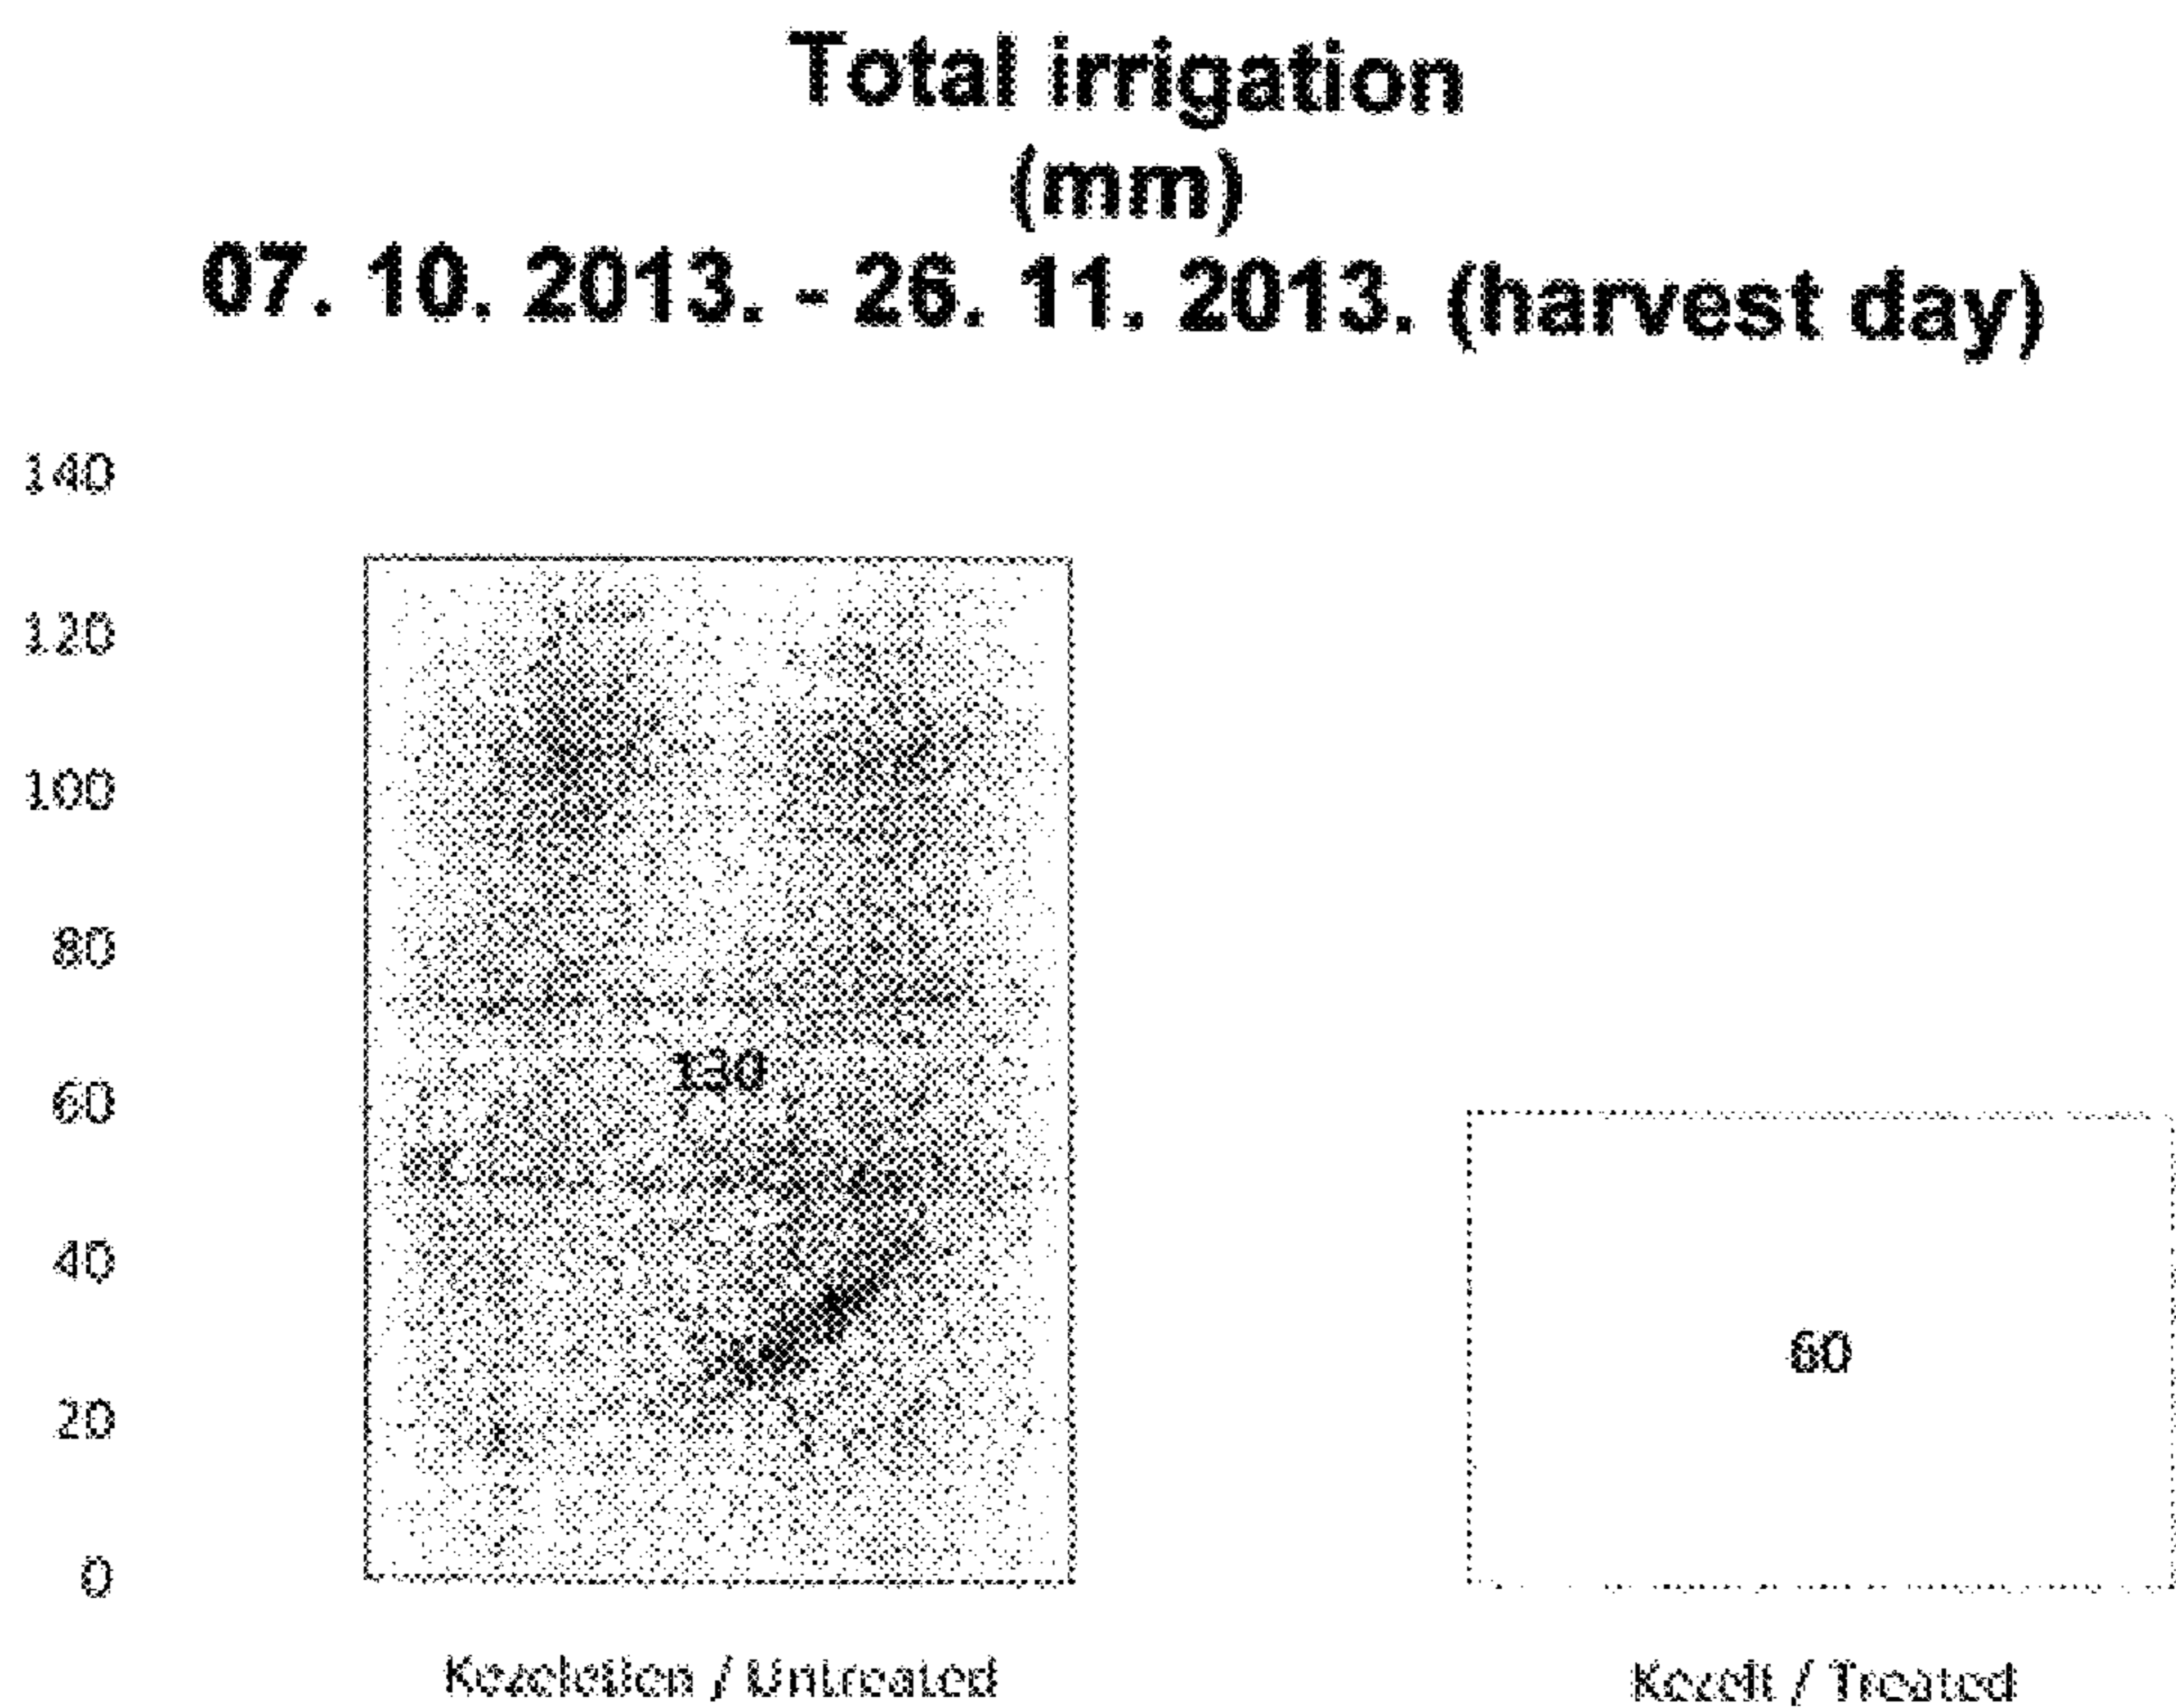 Total irrigation
(mm)
07. 10. 2013. - 26. 11. 2013. (harvest day)
140
120
100
80
60
40
20
0
130
60
Kezeletlen / Untreated
Kezelt / Treated